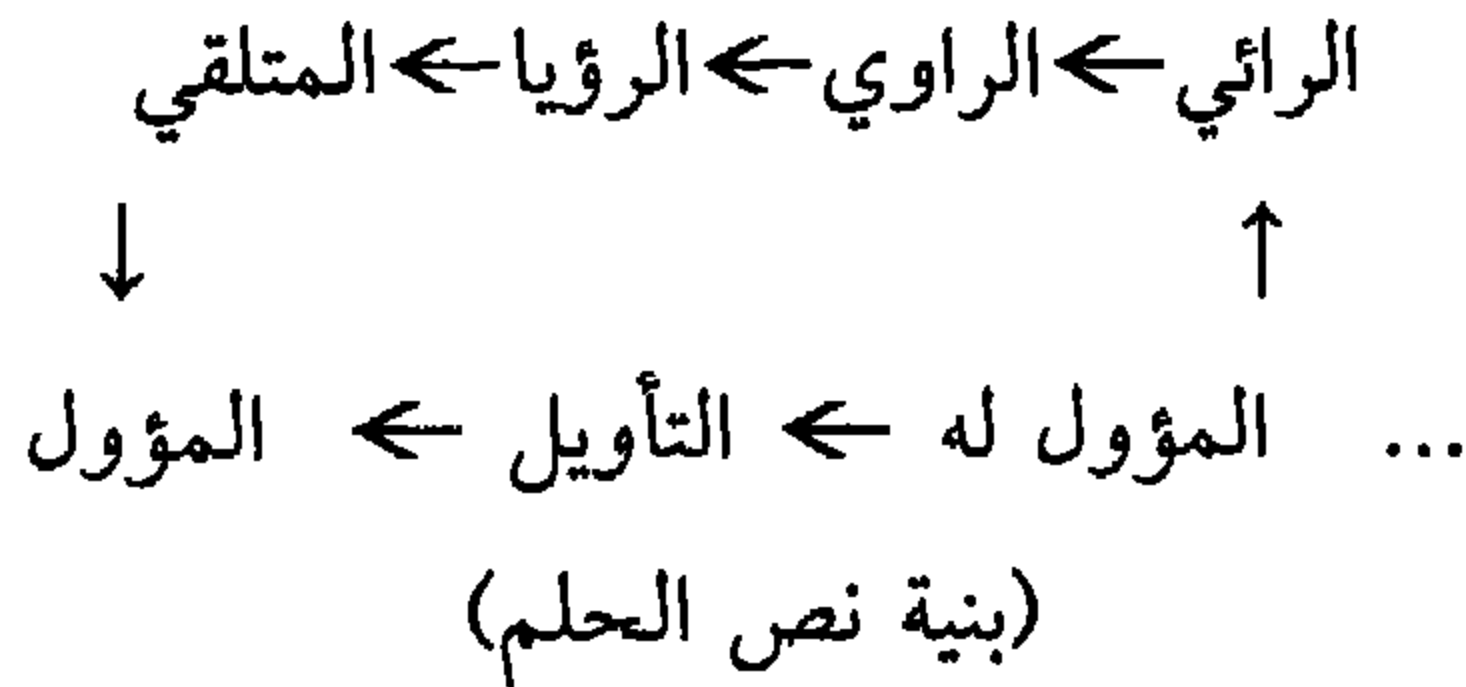 الرائي ← الراوي ← الرؤيا ← المتلقي
↑ ↓
... المؤول له ← التأويل ← المؤول
(بنية نص الحلم)